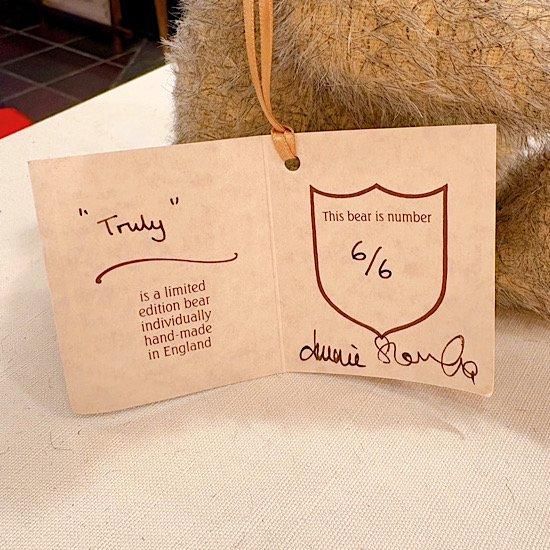 "Truly"
is a limited
edition bear
individually
hand-made
in England
This bear is number
6/6